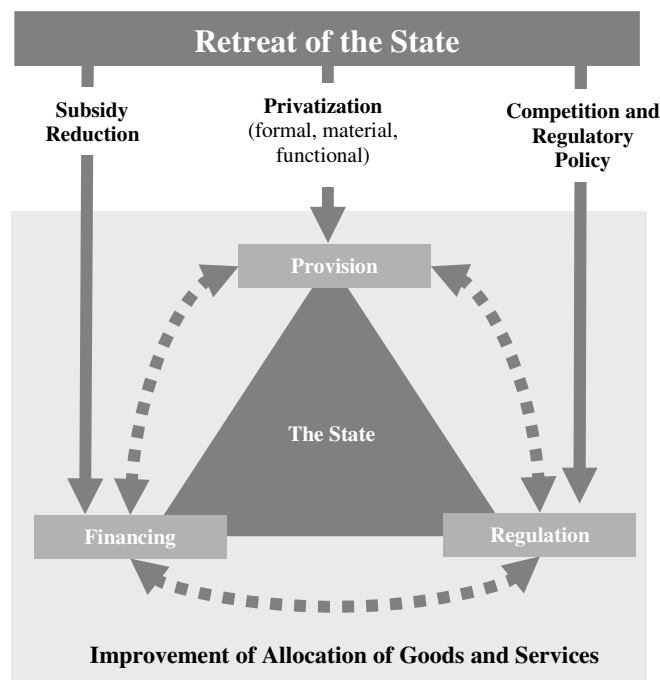 Retreat of the State
Subsidy
Reduction
Privatization
(formal, material,
functional)
Competition and
Regulatory
Policy
Provision
The State
Financing
Regulation
Improvement of Allocation of Goods and Services